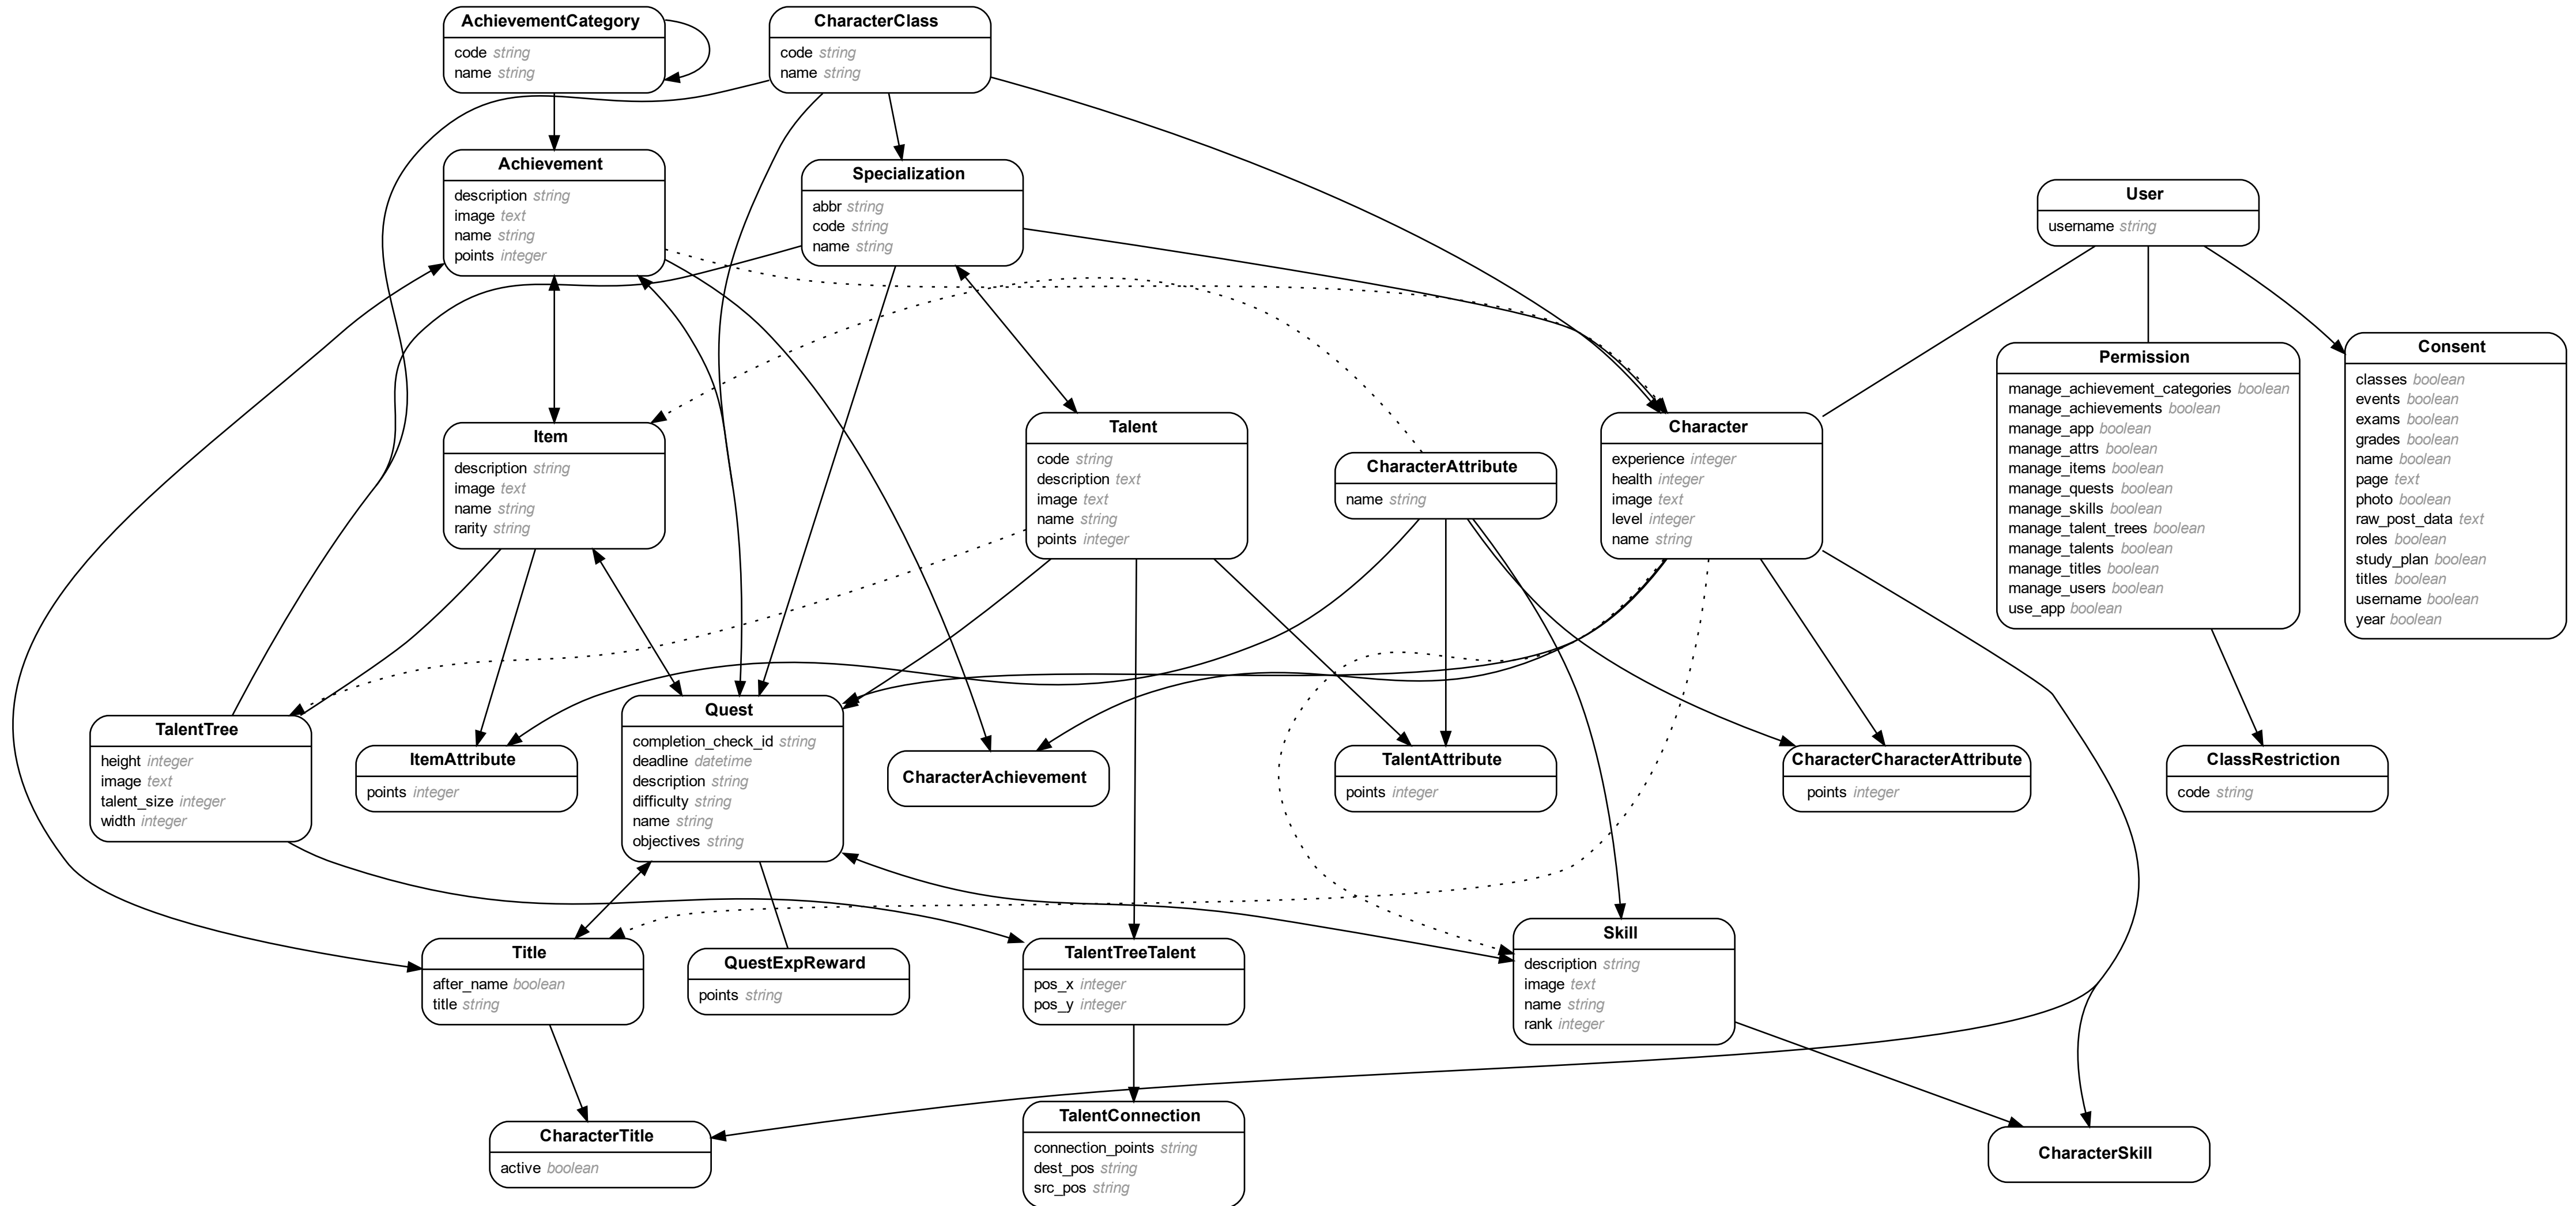 AchievementCategory
code string
name string
CharacterClass
code string
name string
Achievement
description string
image text
name string
points integer
Specialization
abbr string
code string
name string
User
username string
Permission
manage_achievement_categories boolean
manage_achievements boolean
manage_app boolean
manage_attrs boolean
manage_items boolean
manage_quests boolean
manage_skills boolean
manage_talent_trees boolean
manage_talents boolean
manage_titles boolean
manage_users boolean
use_app boolean
Consent
classes boolean
events boolean
exams boolean
grades boolean
name boolean
page text
photo boolean
raw_post_data text
roles boolean
study_plan boolean
titles boolean
username boolean
year boolean
Item
description string
image text
name string
rarity string
Talent
code string
description text
image text
name string
points integer
CharacterAttribute
name string
Character
experience integer
health integer
image text
level integer
name string
TalentTree
height integer
image text
talent_size integer
width integer
ItemAttribute
points integer
Quest
completion_check_id string
deadline datetime
description string
difficulty string
name string
objectives string
CharacterAchievement
TalentAttribute
points integer
CharacterCharacterAttribute
points integer
ClassRestriction
code string
Title
after_name boolean
title string
QuestExpReward
points string
TalentTreeTalent
pos_x integer
pos_y integer
Skill
description string
image text
name string
rank integer
CharacterTitle
active boolean
TalentConnection
connection_points string
dest_pos string
src_pos string
CharacterSkill